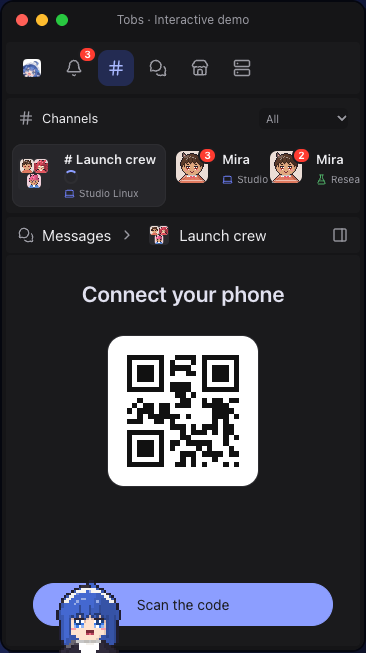 Tobs · Interactive demo
3
Channels
All
# Launch crew
Studio Linux
3
Mira
Studio
2
Mira
Resea
Messages
Launch crew
Connect your phone
Scan the code